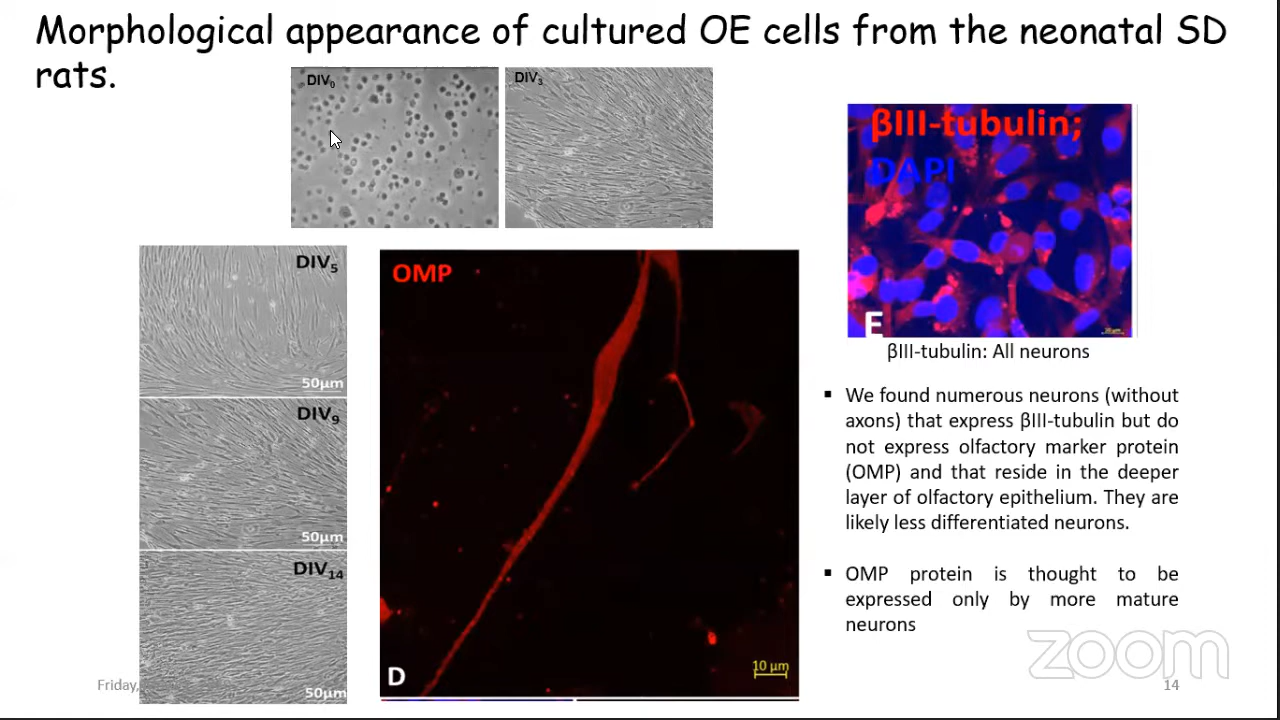 Morphological appearance of cultured OE cells from the neonatal SD
rats.
DIV0
DIV3
DIV5
50µm
DIV9
50µm
DIV14
50µm
OMP
D
10 µm
βIII-tubulin;
DAPI
E
βIII-tubulin: All neurons
▪ We found numerous neurons (without
axons) that express βIII-tubulin but do
not express olfactory marker protein
(OMP) and that reside in the deeper
layer of olfactory epithelium. They are
likely less differentiated neurons.
▪ OMP protein is thought to be
expressed only by more mature
neurons
zoom
Friday,
14